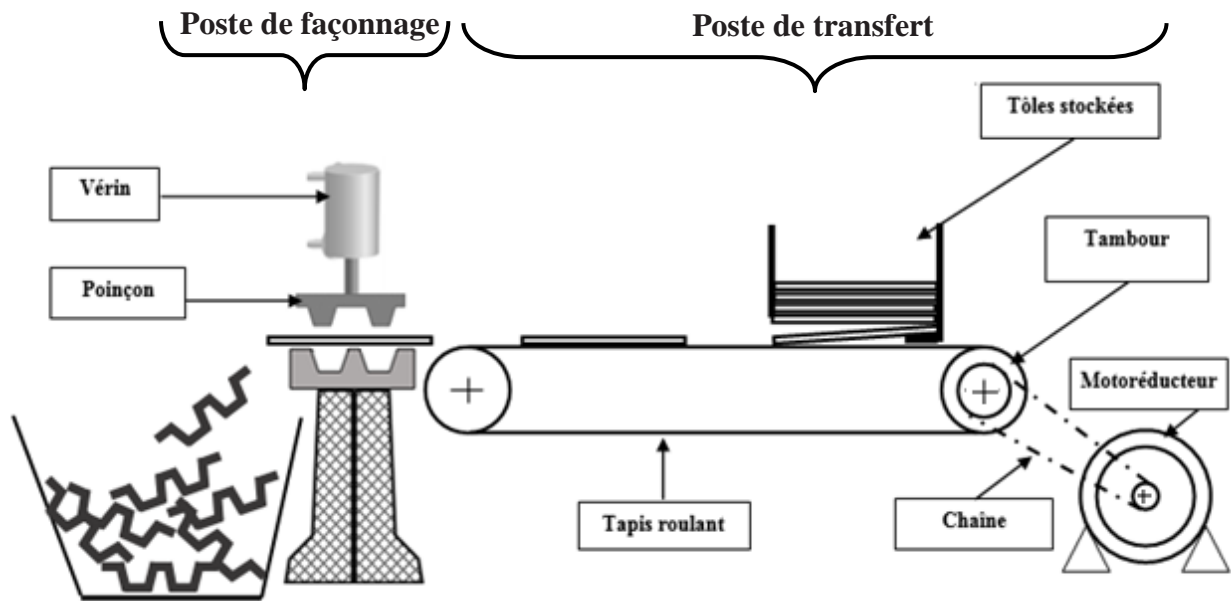 Poste de façonnage
Poste de transfert
Tôles stockées
Vérin
Tambour
Poinçon
Motoréducteur
Tapis roulant
Chaîne